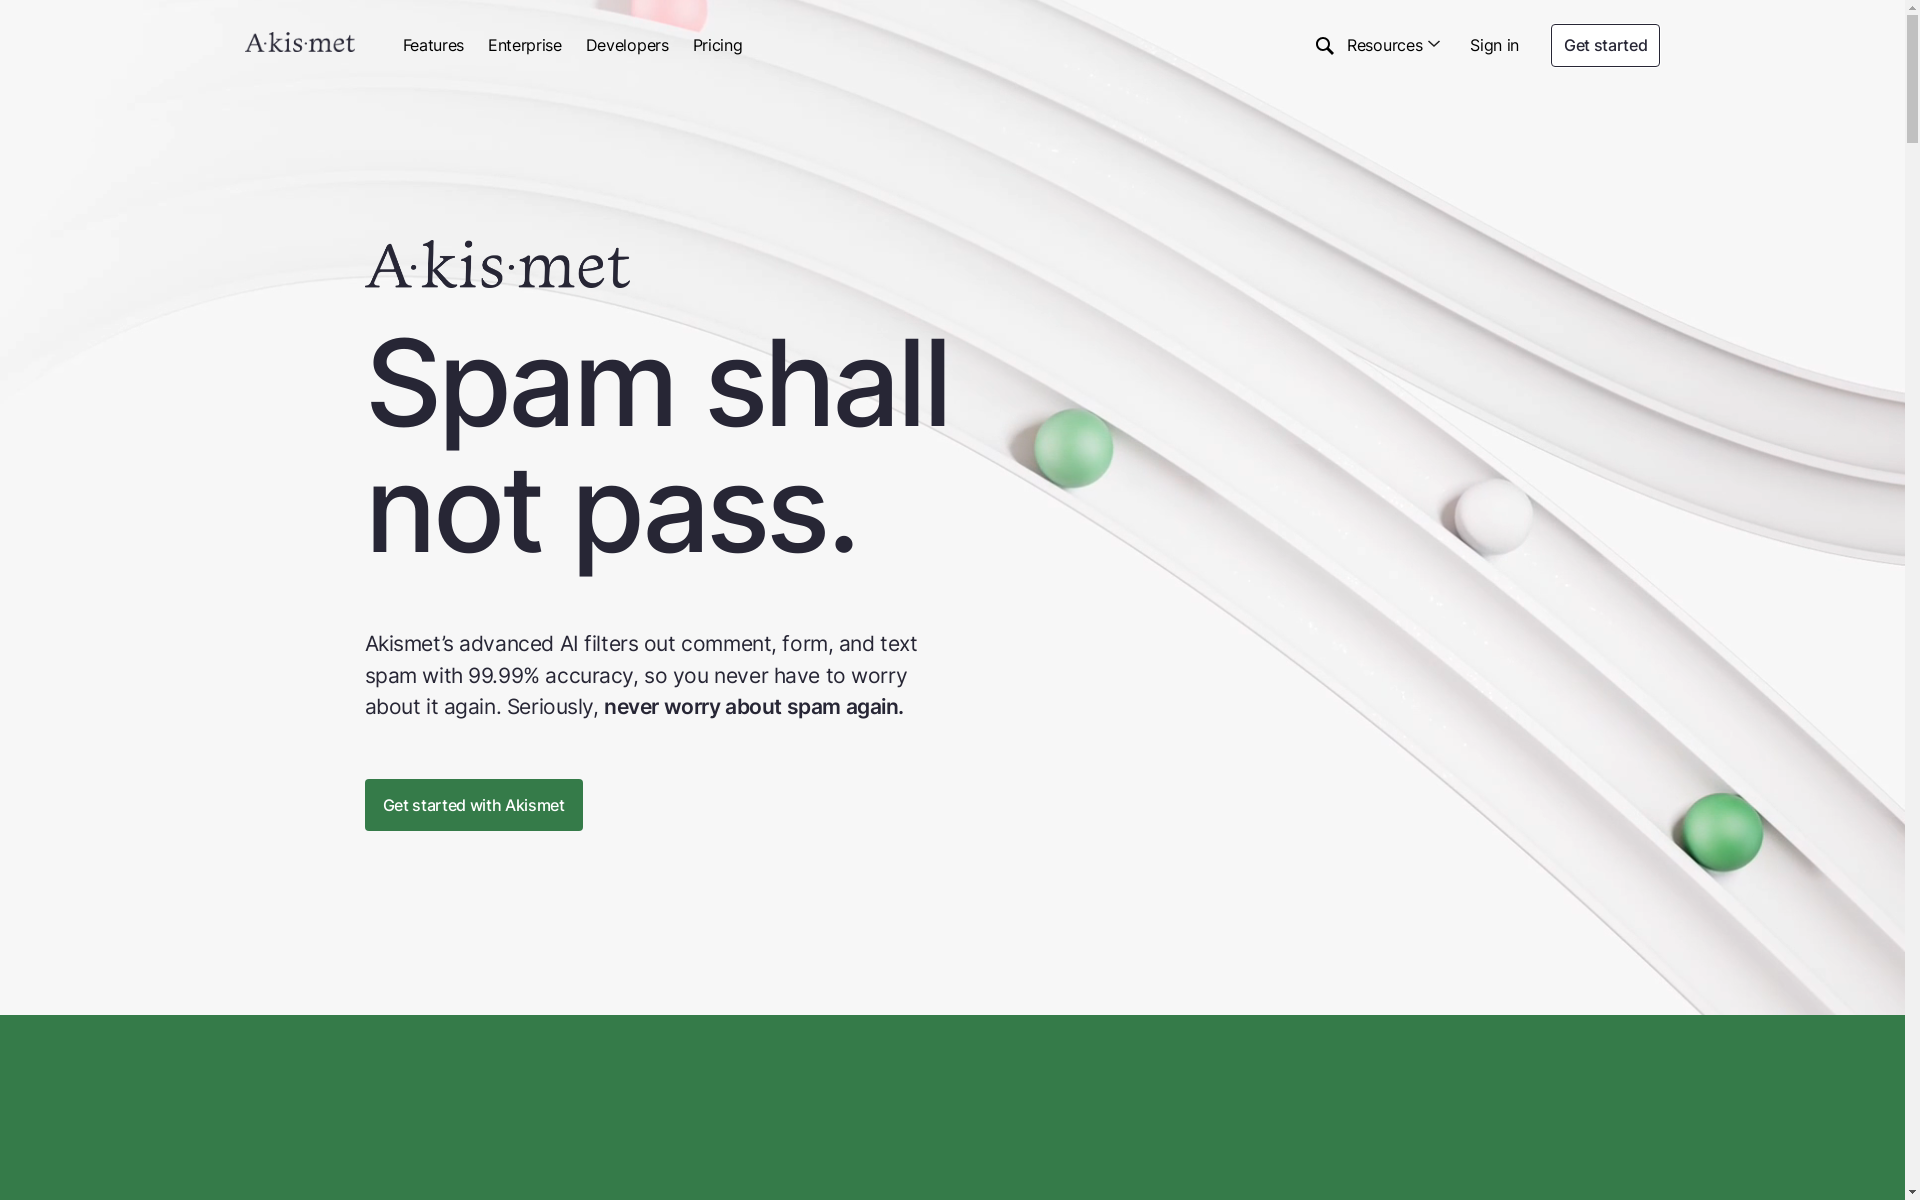 A·kis·met
Features
Enterprise
Developers
Pricing
Resources
Sign in
Get started
A·kis·met
Spam shall
not pass.
Akismet’s advanced AI filters out comment, form, and text
spam with 99.99% accuracy, so you never have to worry
about it again. Seriously, never worry about spam again.
Get started with Akismet